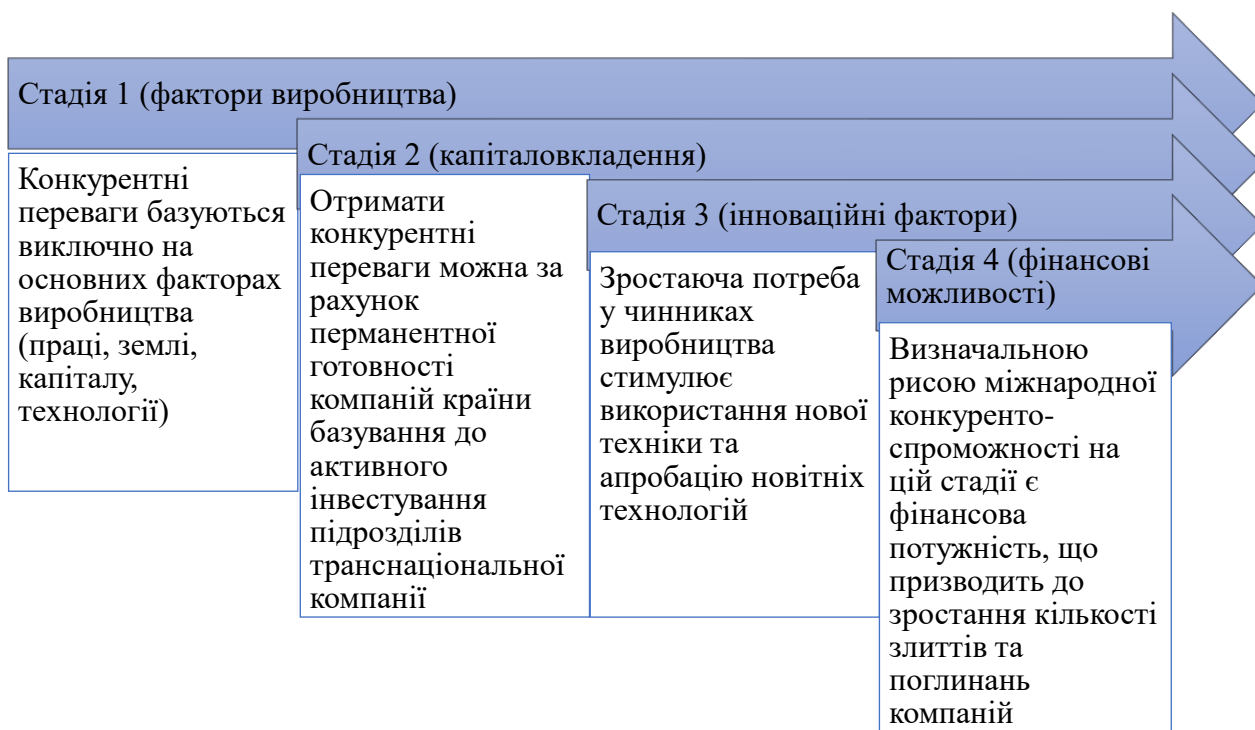 Стадія 1 (фактори виробництва)
Конкурентні
переваги базуються
виключно на
основних факторах
виробництва
(праці, землі,
капіталу,
технології)
Стадія 2 (капіталовкладення)
Отримати
конкурентні
переваги можна за
рахунок
перманентної
готовності
компаній країни
базування до
активного
інвестування
підрозділів
транснаціональної
компанії
Стадія 3 (інноваційні фактори)
Зростаюча потреба
у чинниках
виробництва
стимулює
використання нової
техніки та
апробацію новітніх
технологій
Стадія 4 (фінансові
можливості)
Визначальною
рисою міжнародної
конкуренто-
спроможності на
цій стадії є
фінансова
потужність, що
призводить до
зростання кількості
злиттів та
поглинань
компаній